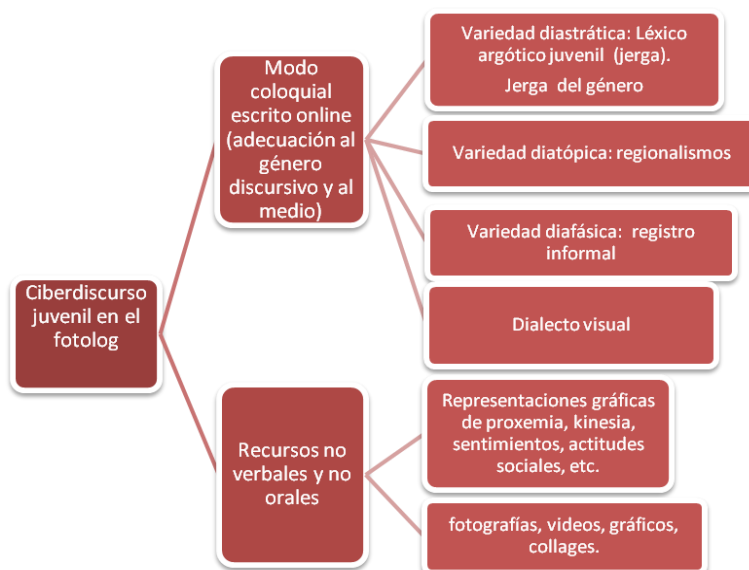 Ciberdiscurso
juvenil en el
fotolog
Modo
coloquial
escrito online
(adecuación al
género
discursivo y al
medio)
Variedad diastrática: Léxico
argótico juvenil (jerga).
Jerga del género
Variedad diatópica: regionalismos
Variedad diafásica: registro
informal
Dialecto visual
Recursos no
verbales y no
orales
Representaciones gráficas
de proxemia, kinesia,
sentimientos, actitudes
sociales, etc.
fotografías, videos, gráficos,
collages.